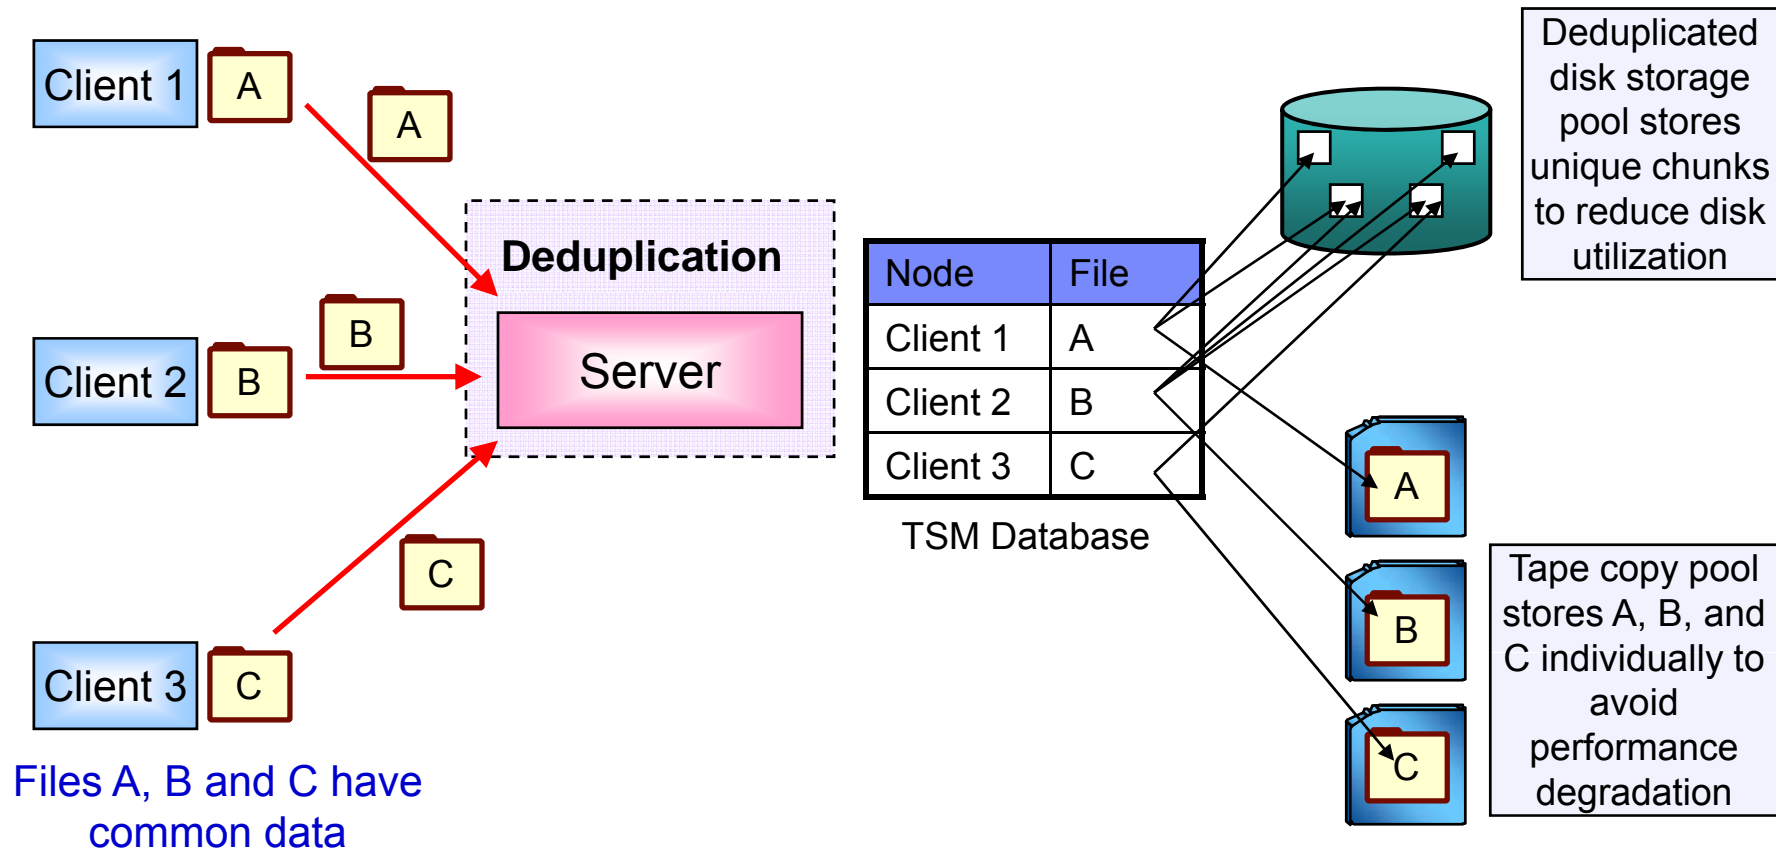 Client 1
A
A
Client 2
B
B
Client 3
C
C
Files A, B and C have
common data
Deduplication
Server
Node File
Client 1 A
Client 2 B
Client 3 C
TSM Database
Deduplicated
disk storage
pool stores
unique chunks
to reduce disk
utilization
A
B
C
Tape copy pool
stores A, B, and
C individually to
avoid
performance
degradation